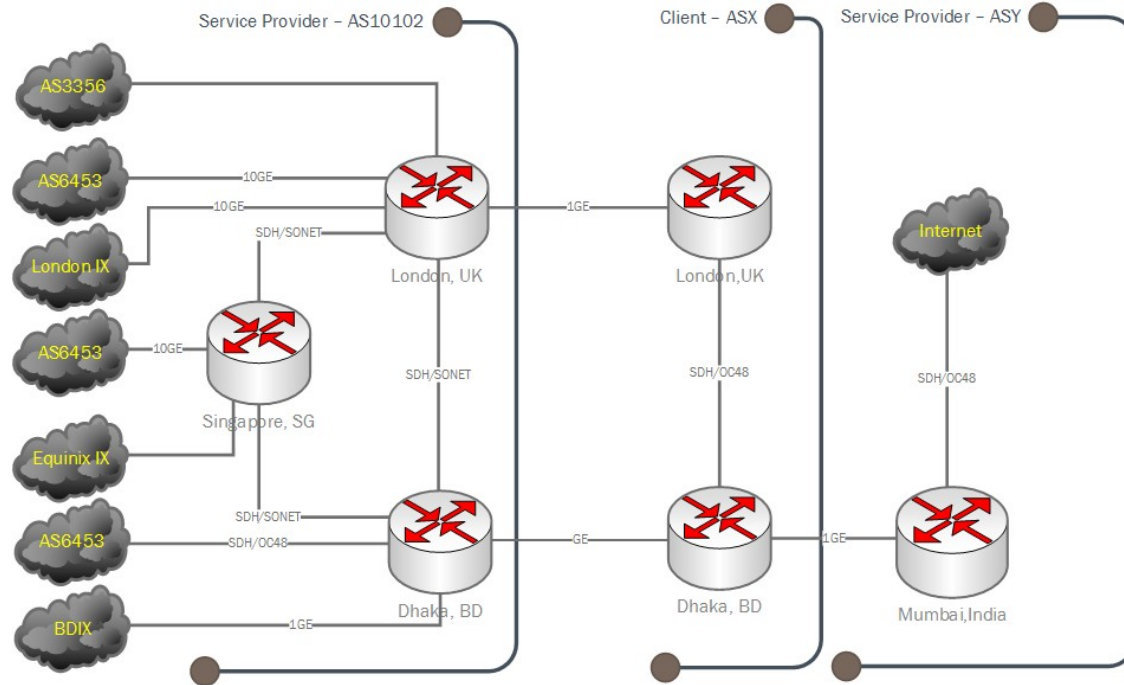 Service Provider – AS10102
Client – ASX
Service Provider – ASY
AS3356
AS6453
10GE
10GE
London IX
SDH/SONET
London, UK
1GE
London,UK
Internet
AS6453
10GE
Singapore, SG
SDH/SONET
SDH/OC48
SDH/OC48
Equinix IX
SDH/SONET
AS6453
SDH/OC48
GE
1GE
Dhaka, BD
Dhaka, BD
Mumbai,India
BDIX
1GE